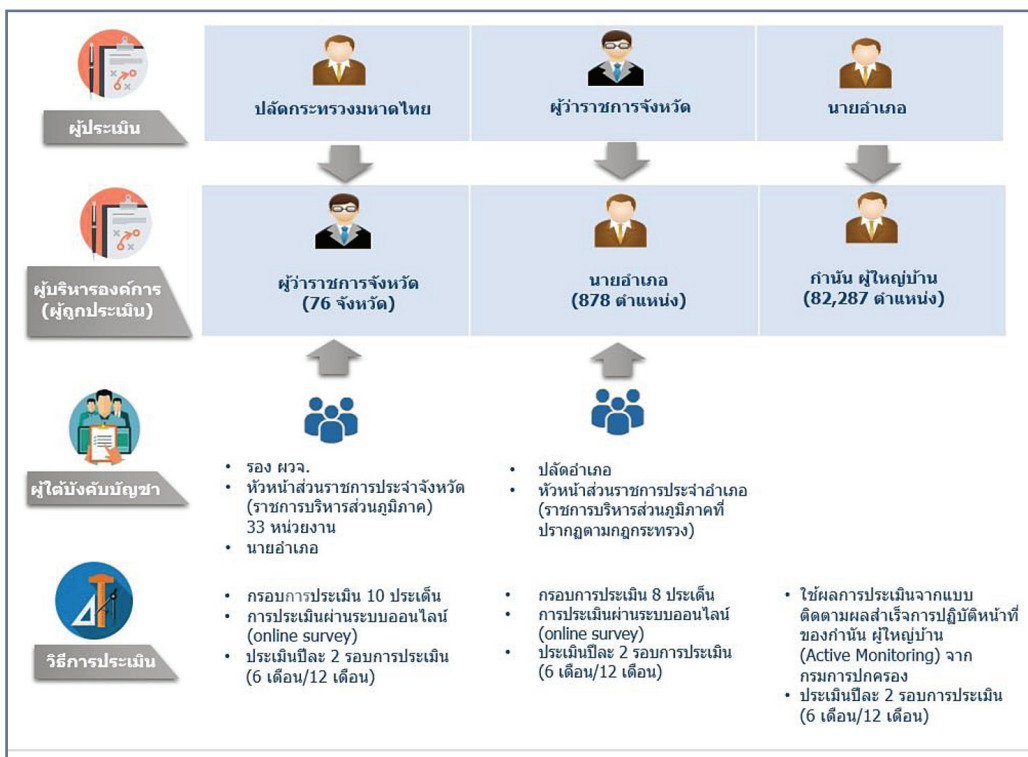 ผู้ประเมิน
ปลัดกระทรวงมหาดไทย
ผู้ว่าราชการจังหวัด
นายอำเภอ
ผู้บริหารองค์การ
(ผู้ถูกประเมิน)
ผู้ว่าราชการจังหวัด
(76 จังหวัด)
นายอำเภอ
(878 ตำแหน่ง)
กำนัน ผู้ใหญ่บ้าน
(82,287 ตำแหน่ง)
ผู้ใต้บังคับบัญชา
• รอง ผวจ.
• หัวหน้าส่วนราชการประจำจังหวัด
(ราชการบริหารส่วนภูมิภาค)
33 หน่วยงาน
• นายอำเภอ
• ปลัดอำเภอ
• หัวหน้าส่วนราชการประจำอำเภอ
(ราชการบริหารส่วนภูมิภาคที่
ปรากฏตามกฎกระทรวง)
วิธีการประเมิน
• กรอบการประเมิน 10 ประเด็น
• การประเมินผ่านระบบออนไลน์
(online survey)
• ประเมินปีละ 2 รอบการประเมิน
(6 เดือน/12 เดือน)
• กรอบการประเมิน 8 ประเด็น
• การประเมินผ่านระบบออนไลน์
(online survey)
• ประเมินปีละ 2 รอบการประเมิน
(6 เดือน/12 เดือน)
• ใช้ผลการประเมินจากแบบ
ติดตามผลสำเร็จการปฏิบัติหน้าที่
ของกำนัน ผู้ใหญ่บ้าน
(Active Monitoring) จาก
กรมการปกครอง
• ประเมินปีละ 2 รอบการประเมิน
(6 เดือน/12 เดือน)